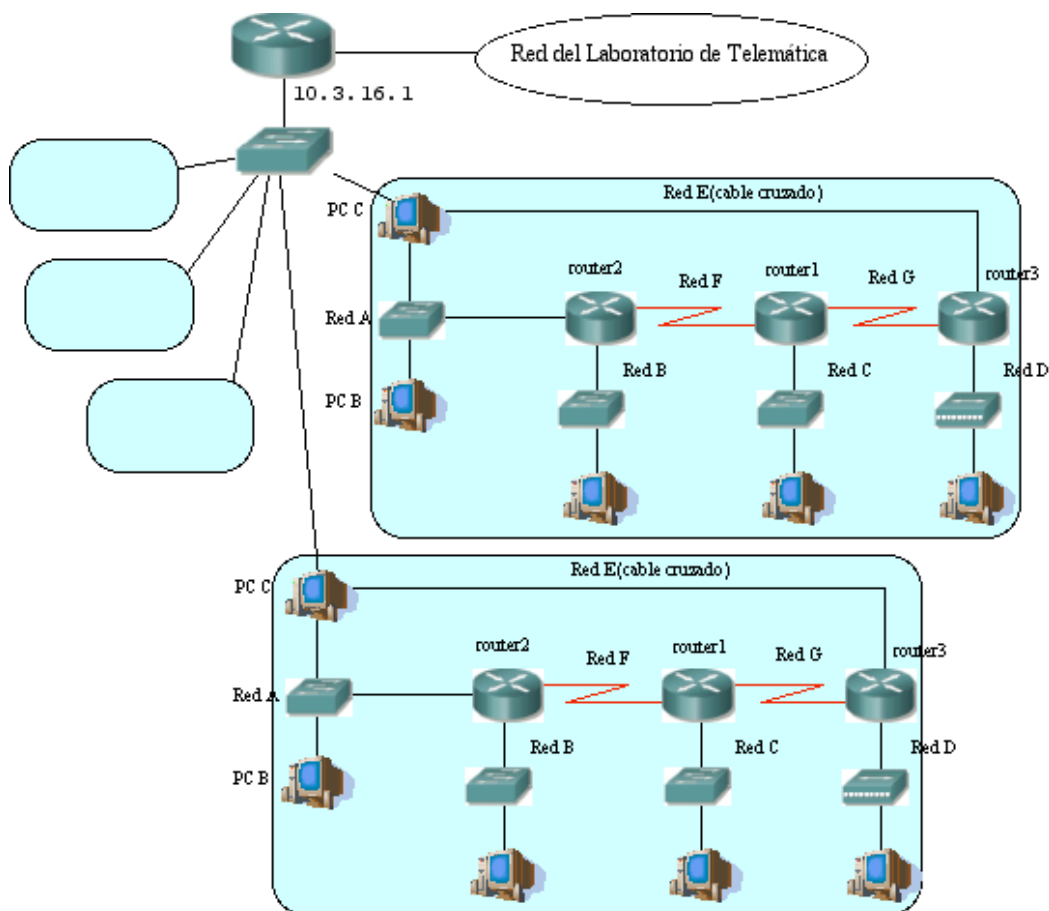 Red del Laboratorio de Telemática
10.3.16.1
Red E(cable cruzado)
PC C
router2
Red F
router1
Red G
router3
Red A
Red B
Red C
Red D
PC B
Red E(cable cruzado)
PC C
router2
Red F
router1
Red G
router3
Red A
Red B
Red C
Red D
PC B